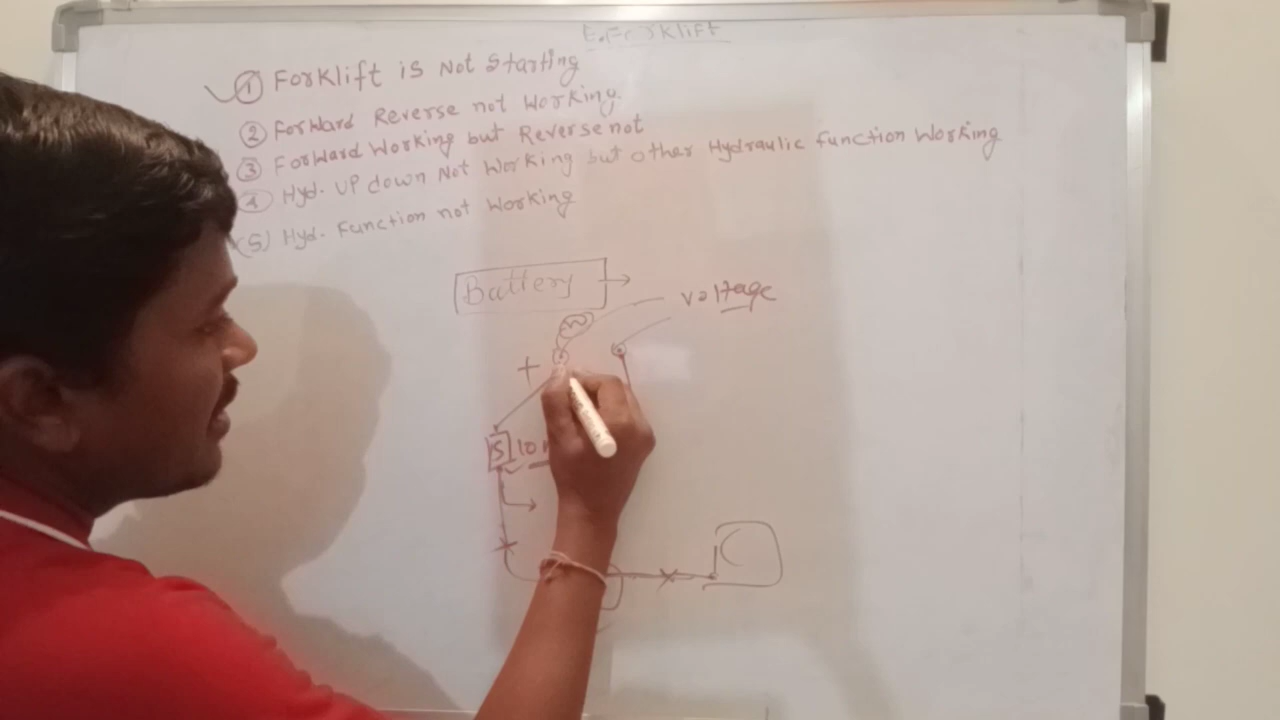 E.Forklift
① Forklift is Not Starting
② Forward Reverse not Working.
③ Forward Working but Reverse not
④ Hyd. UP down Not Working but other Hydraulic function Working
(5) Hyd. Function not Working
Battery
voltage
+
S 10